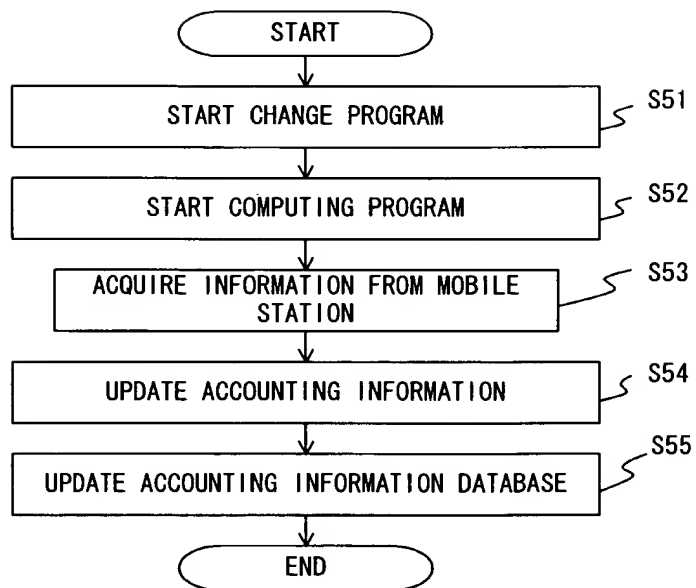 START
START CHANGE PROGRAM
S51
START COMPUTING PROGRAM
S52
ACQUIRE INFORMATION FROM MOBILE
STATION
S53
UPDATE ACCOUNTING INFORMATION
S54
UPDATE ACCOUNTING INFORMATION DATABASE
S55
END